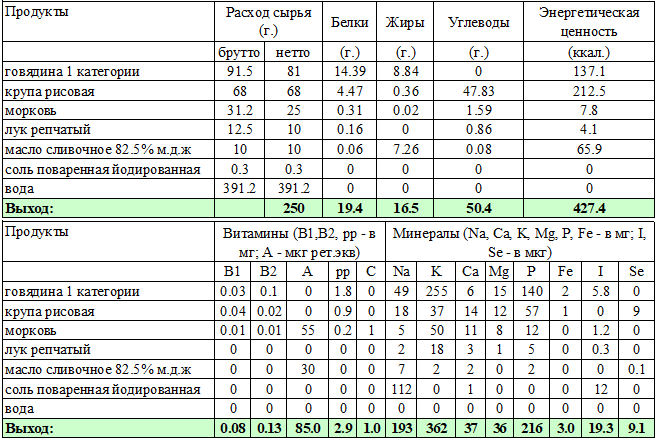 Продукты Расход сырья Белки Жиры Углеводы Энергетическая
(г.) ценность
брутто нетто (г.) (г.) (г.) (ккал.)
говядина 1 категории 91.5 81 14.39 8.84 0 137.1
крупа рисовая 68 68 4.47 0.36 47.83 212.5
морковь 31.2 25 0.31 0.02 1.59 7.8
лук репчатый 12.5 10 0.16 0 0.86 4.1
масло сливочное 82.5% м.д.ж 10 10 0.06 7.26 0.08 65.9
соль поваренная йодированная 0.3 0.3 0 0 0 0
вода 391.2 391.2 0 0 0 0
Выход: 250 19.4 16.5 50.4 427.4
Продукты Витамины (B1,B2, pp - в Минералы (Na, Ca, K, Mg, P, Fe - в мг; I,
мг; А - мкг рет.экв) Se - в мкг)
B1 B2 A pp C Na K Ca Mg P Fe I Se
говядина 1 категории 0.03 0.1 0 1.8 0 49 255 6 15 140 2 5.8 0
крупа рисовая 0.04 0.02 0 0.9 0 18 37 14 12 57 1 0 9
морковь 0.01 0.01 55 0.2 1 5 50 11 8 12 0 1.2 0
лук репчатый 0 0 0 0 0 2 18 3 1 5 0 0.3 0
масло сливочное 82.5% м.д.ж 0 0 30 0 0 7 2 2 0 2 0 0 0.1
соль поваренная йодированная 0 0 0 0 0 112 0 1 0 0 0 12 0
вода 0 0 0 0 0 0 0 0 0 0 0 0 0
Выход: 0.08 0.13 85.0 2.9 1.0 193 362 37 36 216 3.0 19.3 9.1